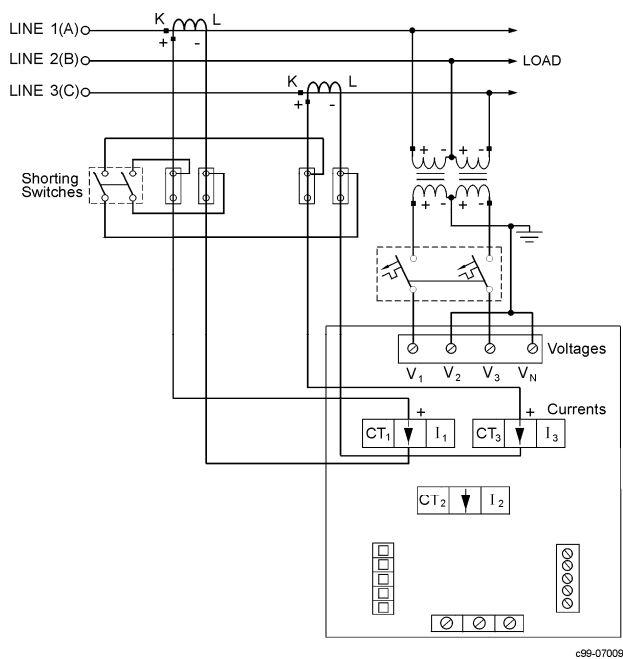 K L
LINE 1(A)
+ -
LINE 2(B)
LOAD
K L
LINE 3(C)
+ -
+ - + -
Shorting
Switches
+ - + -
Voltages
V1 V2 V3 VN
+ + Currents
CT1 I1 CT3 I3
CT2 I2
c99-07009